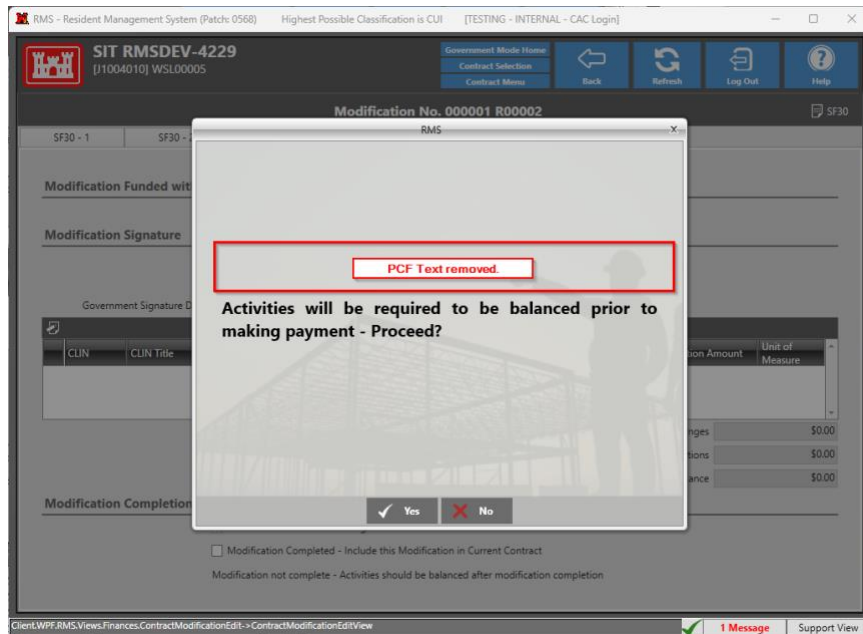 RMS - Resident Management System (Patch: 0568) Highest Possible Classification is CUI [TESTING - INTERNAL - CAC Login]
SIT RMSDEV-4229
[J1004010] WSL00005
Government Mode Home
Contract Selection
Contract Menu
Back
Refresh
Log Out
Help
Modification No. 000001 R00002
SF30
SF30 - 1
SF30 - 2
RMS
X
Modification Funded wit
Modification Signature
PCF Text removed.
Activities will be required to be balanced prior to
making payment - Proceed?
Government Signature D
CLIN
CLIN Title
tion Amount
Unit of
Measure
nges
$0.00
tions
$0.00
ance
$0.00
Yes
No
Modification Completion
Modification Completed - Include this Modification in Current Contract
Modification not complete - Activities should be balanced after modification completion
Client.WPF.RMS.Views.Finances.ContractModificationEdit->ContractModificationEditView
1 Message
Support View